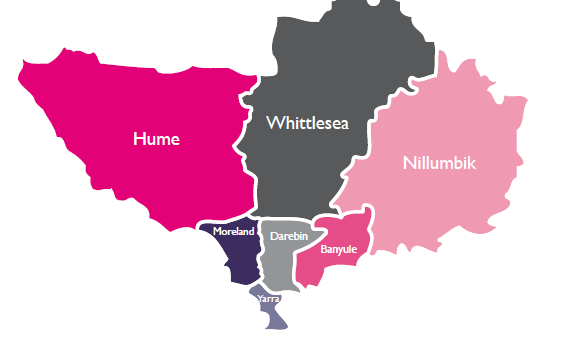 Whittlesea
Hume
Nillumbik
Moreland
Darebin
Banyule
Yarra